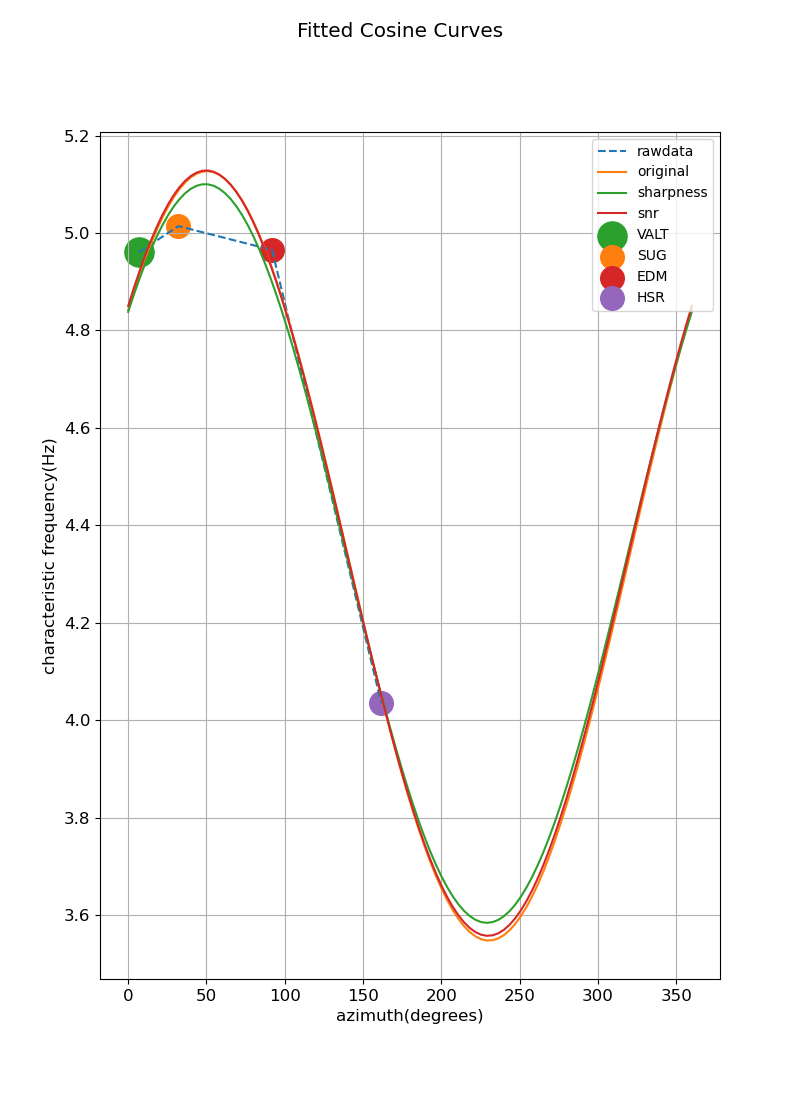 Fitted Cosine Curves
5.2
5.0
4.8
4.6
4.4
4.2
4.0
3.8
3.6
characteristic frequency(Hz)
rawdata
original
sharpness
snr
VALT
SUG
EDM
HSR
0 50 100 150 200 250 300 350
azimuth(degrees)